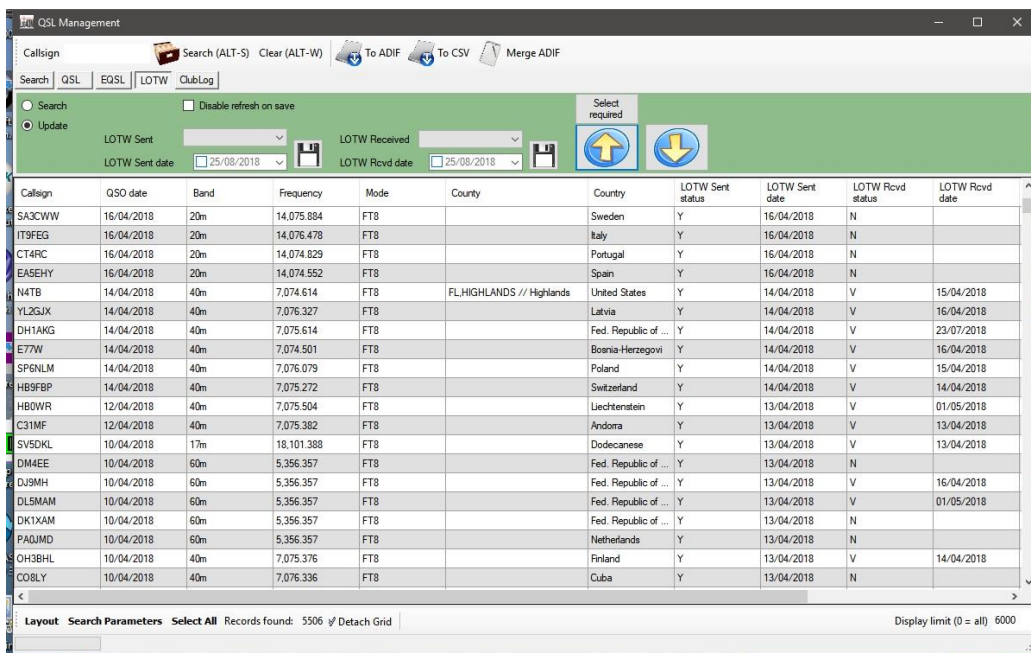 QSL Management
Callsign Search (ALT-S) Clear (ALT-W) To ADIF To CSV Merge ADIF
Search QSL EQSL LOTW ClubLog
Search Disable refresh on save Select required
Update
LOTW Sent LOTW Received
LOTW Sent date 25/08/2018 LOTW Rcvd date 25/08/2018
Callsign QSO date Band Frequency Mode County Country LOTW Sent status LOTW Sent date LOTW Rcvd status LOTW Rcvd date
SA3CWW 16/04/2018 20m 14,075.884 FT8 Sweden Y 16/04/2018 N
IT9FEG 16/04/2018 20m 14,076.478 FT8 Italy Y 16/04/2018 N
CT4RC 16/04/2018 20m 14,074.829 FT8 Portugal Y 16/04/2018 N
EA5EHY 16/04/2018 20m 14,074.552 FT8 Spain Y 16/04/2018 N
N4TB 14/04/2018 40m 7,074.614 FT8 FL,HIGHLANDS // Highlands United States Y 14/04/2018 V 15/04/2018
YL2GJX 14/04/2018 40m 7,076.327 FT8 Latvia Y 14/04/2018 V 16/04/2018
DH1AKG 14/04/2018 40m 7,075.614 FT8 Fed. Republic of ... Y 14/04/2018 V 23/07/2018
E77W 14/04/2018 40m 7,074.501 FT8 Bosnia-Herzegovi Y 14/04/2018 V 16/04/2018
SP6NLM 14/04/2018 40m 7,076.079 FT8 Poland Y 14/04/2018 V 15/04/2018
HB9FBP 14/04/2018 40m 7,075.272 FT8 Switzerland Y 14/04/2018 V 14/04/2018
HB0WR 12/04/2018 40m 7,075.504 FT8 Liechtenstein Y 13/04/2018 V 01/05/2018
C31MF 12/04/2018 40m 7,075.382 FT8 Andorra Y 13/04/2018 V 13/04/2018
SV5DKL 10/04/2018 17m 18,101.388 FT8 Dodecanese Y 13/04/2018 V 13/04/2018
DM4EE 10/04/2018 60m 5,356.357 FT8 Fed. Republic of ... Y 13/04/2018 N
DJ9MH 10/04/2018 60m 5,356.357 FT8 Fed. Republic of ... Y 13/04/2018 V 16/04/2018
DL5MAM 10/04/2018 60m 5,356.357 FT8 Fed. Republic of ... Y 13/04/2018 V 01/05/2018
DK1XAM 10/04/2018 60m 5,356.357 FT8 Fed. Republic of ... Y 13/04/2018 N
PA0JMD 10/04/2018 60m 5,356.357 FT8 Netherlands Y 13/04/2018 N
OH3BHL 10/04/2018 40m 7,075.376 FT8 Finland Y 13/04/2018 V 14/04/2018
CO8LY 10/04/2018 40m 7,076.336 FT8 Cuba Y 13/04/2018 N
Layout Search Parameters Select All Records found: 5506 Detach Grid Display limit (0 = all) 6000